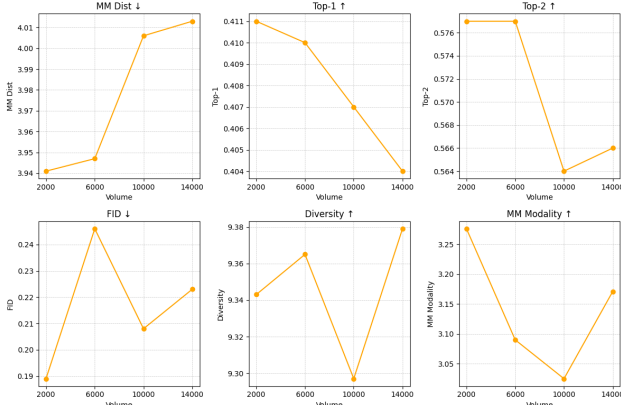 MM Dist ↓
MM Dist
4.01
4.00
3.99
3.98
3.97
3.96
3.95
3.94
2000 6000 10000 14000
Volume
Top-1 ↑
Top-1
0.411
0.410
0.409
0.408
0.407
0.406
0.405
0.404
2000 6000 10000 14000
Volume
Top-2 ↑
Top-2
0.576
0.574
0.572
0.570
0.568
0.566
0.564
2000 6000 10000 14000
Volume
FID ↓
FID
0.24
0.23
0.22
0.21
0.20
0.19
2000 6000 10000 14000
Volume
Diversity ↑
Diversity
9.38
9.36
9.34
9.32
9.30
2000 6000 10000 14000
Volume
MM Modality ↑
MM Modality
3.25
3.20
3.15
3.10
3.05
2000 6000 10000 14000
Volume